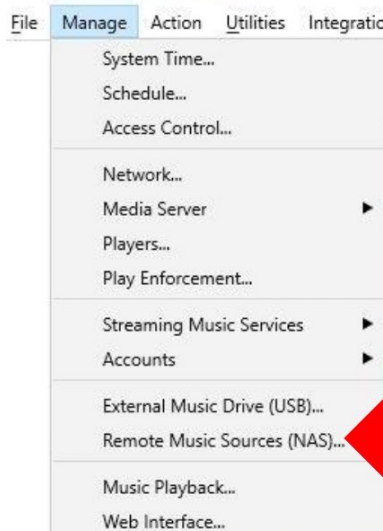 File Manage Action Utilities Integratio
System Time...
Schedule...
Access Control...
Network...
Media Server
Players...
Play Enforcement...
Streaming Music Services
Accounts
External Music Drive (USB)...
Remote Music Sources (NAS)...
Music Playback...
Web Interface...